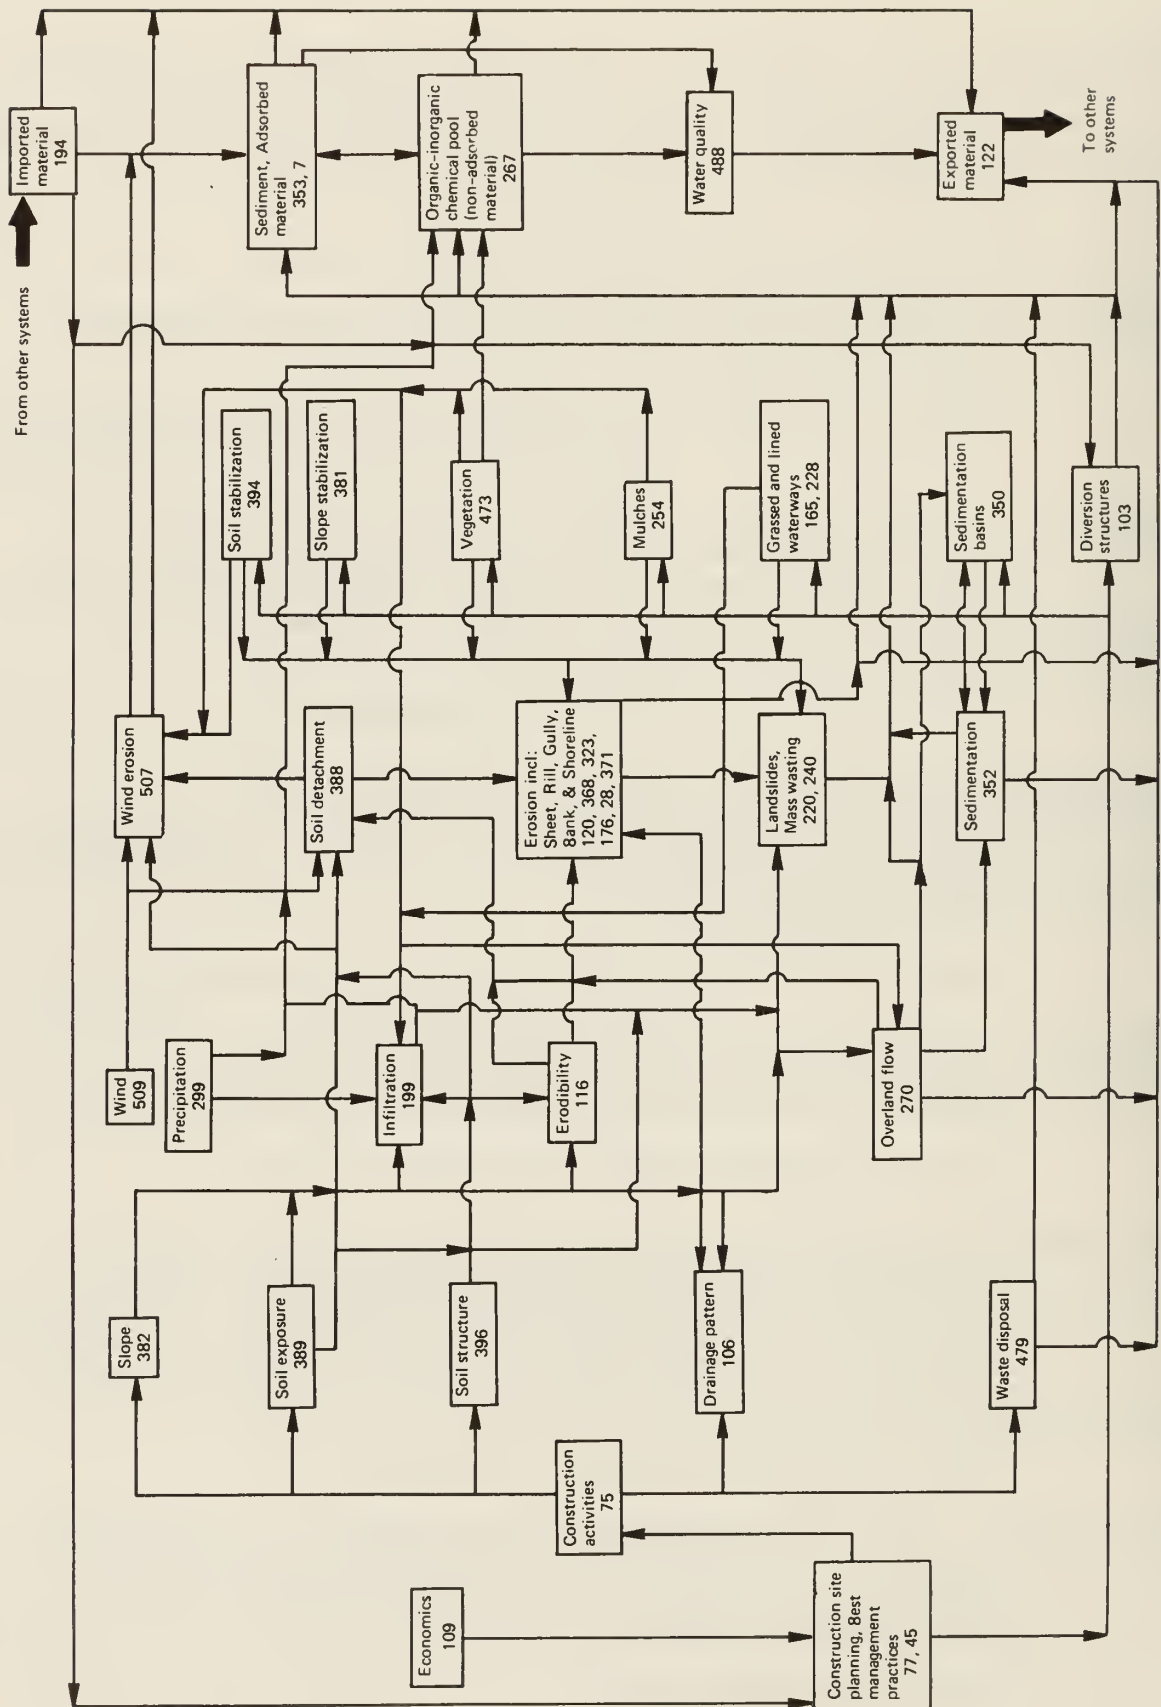 Economics
109
Construction site
planning, Best
management
practices
77, 45
Construction
activities
75
Slope
382
Soil exposure
389
Soil structure
396
Drainage pattern
106
Waste disposal
479
Wind
509
Precipitation
299
Infiltration
199
Erodibility
116
Overland flow
270
Wind erosion
507
Soil detachment
388
Erosion incl:
Sheet, Rill, Gully,
Bank, & Shoreline
120, 368, 323,
176, 28, 371
Landslides,
Mass wasting
220, 240
Sedimentation
352
Soil stabilization
394
Slope stabilization
381
Vegetation
473
Mulches
254
Grassed and lined
waterways
165, 228
Sedimentation
basins
350
Diversion
structures
103
From other systems
Imported
material
194
Sediment, Adsorbed
material
353, 7
Organic-inorganic
chemical pool
(non-adsorbed
material)
267
Water quality
488
Exported
material
122
To other
systems